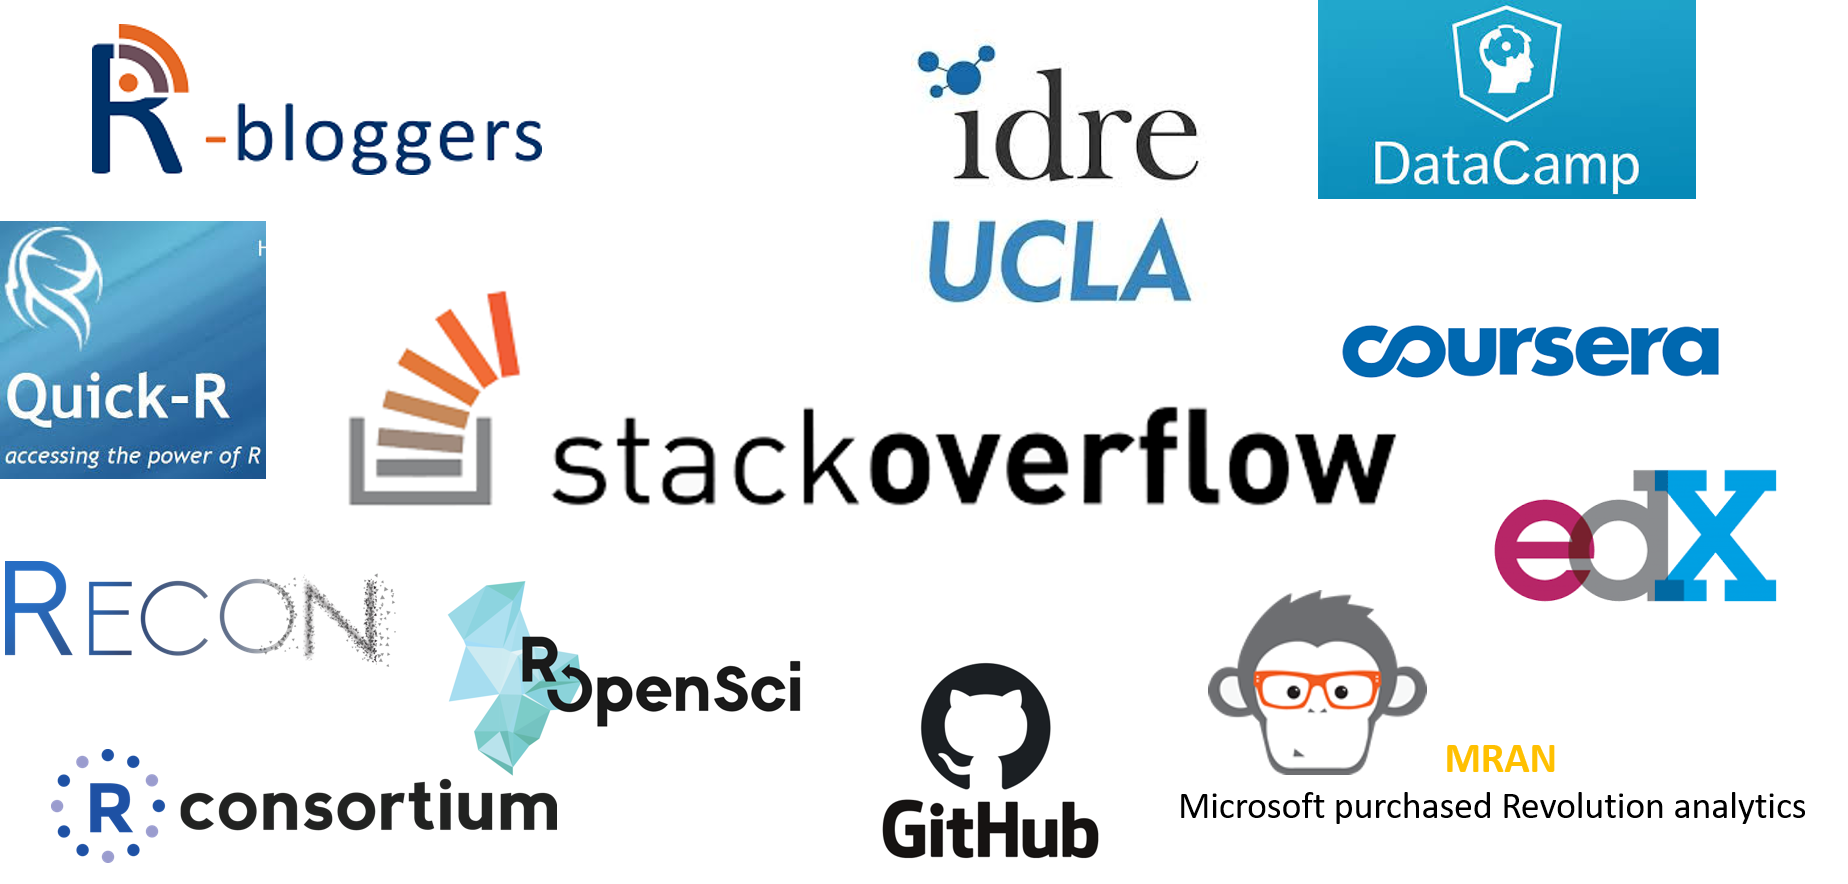 R-bloggers
idre
UCLA
DataCamp
H
Quick-R
accessing the power of R
stackoverflow
coursera
edX
RECON
ROpenSci
R consortium
GitHub
MRAN
Microsoft purchased Revolution analytics